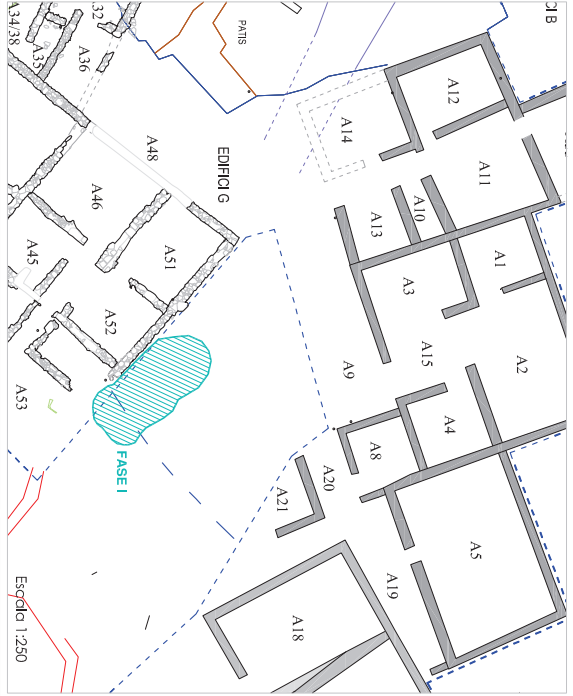 A34/38
A35
32
A36
PATIS
CI B
A12
A14
A48
EDIFICI G
A11
A46
A10
A13
A51
A45
A1
A3
A52
A15
A2
A9
A53
A4
A8
FASE I
A20
A21
A5
A19
A18
Escala 1:250